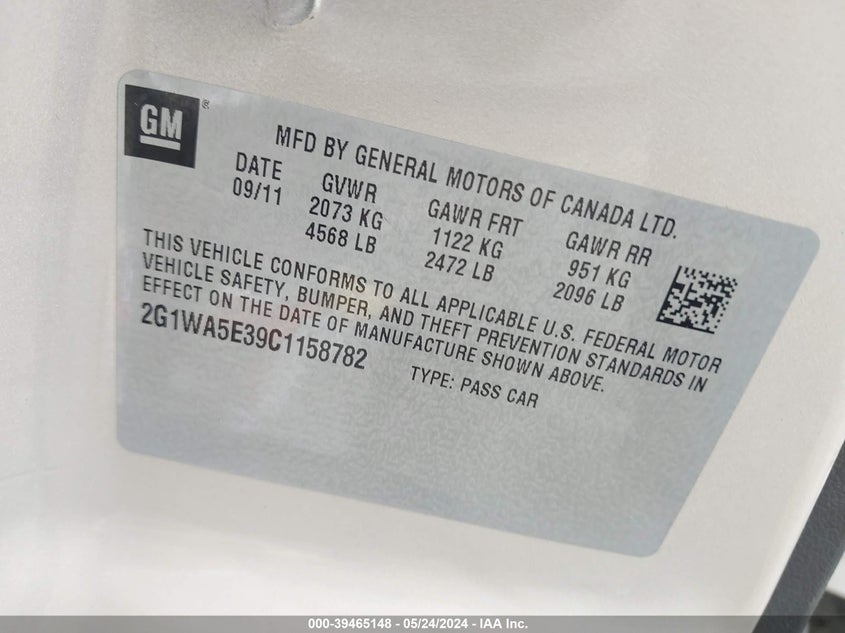 GM
MFD BY GENERAL MOTORS OF CANADA LTD.
DATE GVWR GAWR FRT GAWR RR
09/11 2073 KG 1122 KG 951 KG
4568 LB 2472 LB 2096 LB
THIS VEHICLE CONFORMS TO ALL APPLICABLE U.S. FEDERAL MOTOR
VEHICLE SAFETY, BUMPER, AND THEFT PREVENTION STANDARDS IN
EFFECT ON THE DATE OF MANUFACTURE SHOWN ABOVE.
2G1WA5E39C1158782 TYPE: PASS CAR
000-39465148 - 05/24/2024 - IAA Inc.